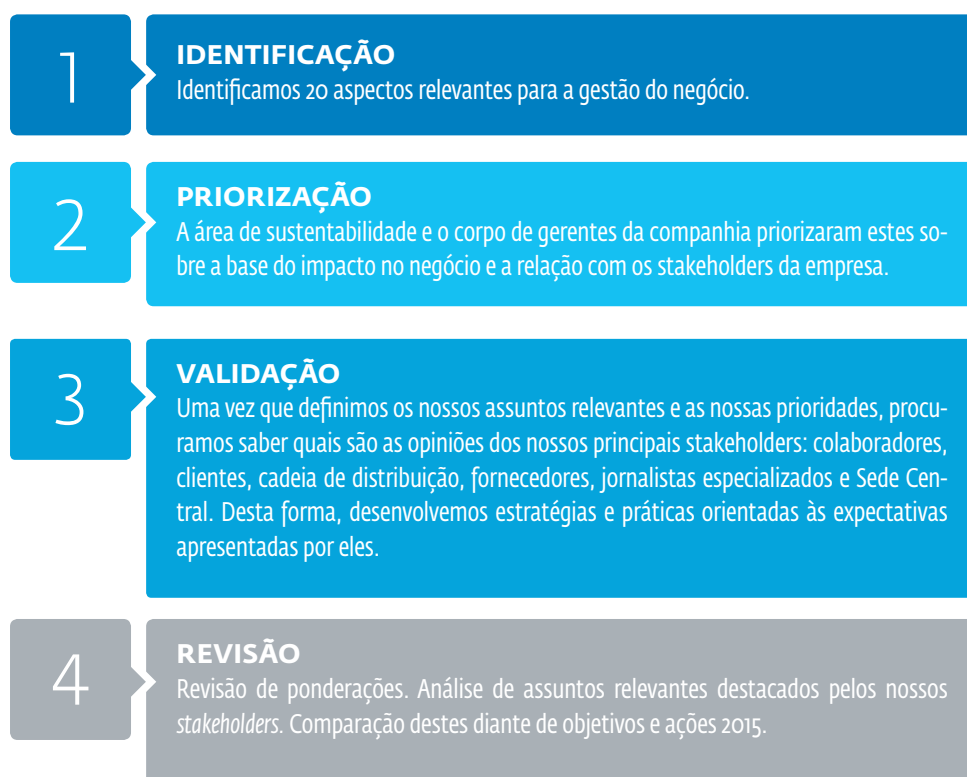 1
IDENTIFICAÇÃO
Identificamos 20 aspectos relevantes para a gestão do negócio.
2
PRIORIZAÇÃO
A área de sustentabilidade e o corpo de gerentes da companhia priorizaram estes so-
bre a base do impacto no negócio e a relação com os stakeholders da empresa.
3
VALIDAÇÃO
Uma vez que definimos os nossos assuntos relevantes e as nossas prioridades, procu-
ramos saber quais são as opiniões dos nossos principais stakeholders: colaboradores,
clientes, cadeia de distribuição, fornecedores, jornalistas especializados e Sede Cen-
tral. Desta forma, desenvolvemos estratégias e práticas orientadas às expectativas
apresentadas por eles.
4
REVISÃO
Revisão de ponderações. Análise de assuntos relevantes destacados pelos nossos
stakeholders. Comparação destes diante de objetivos e ações 2015.